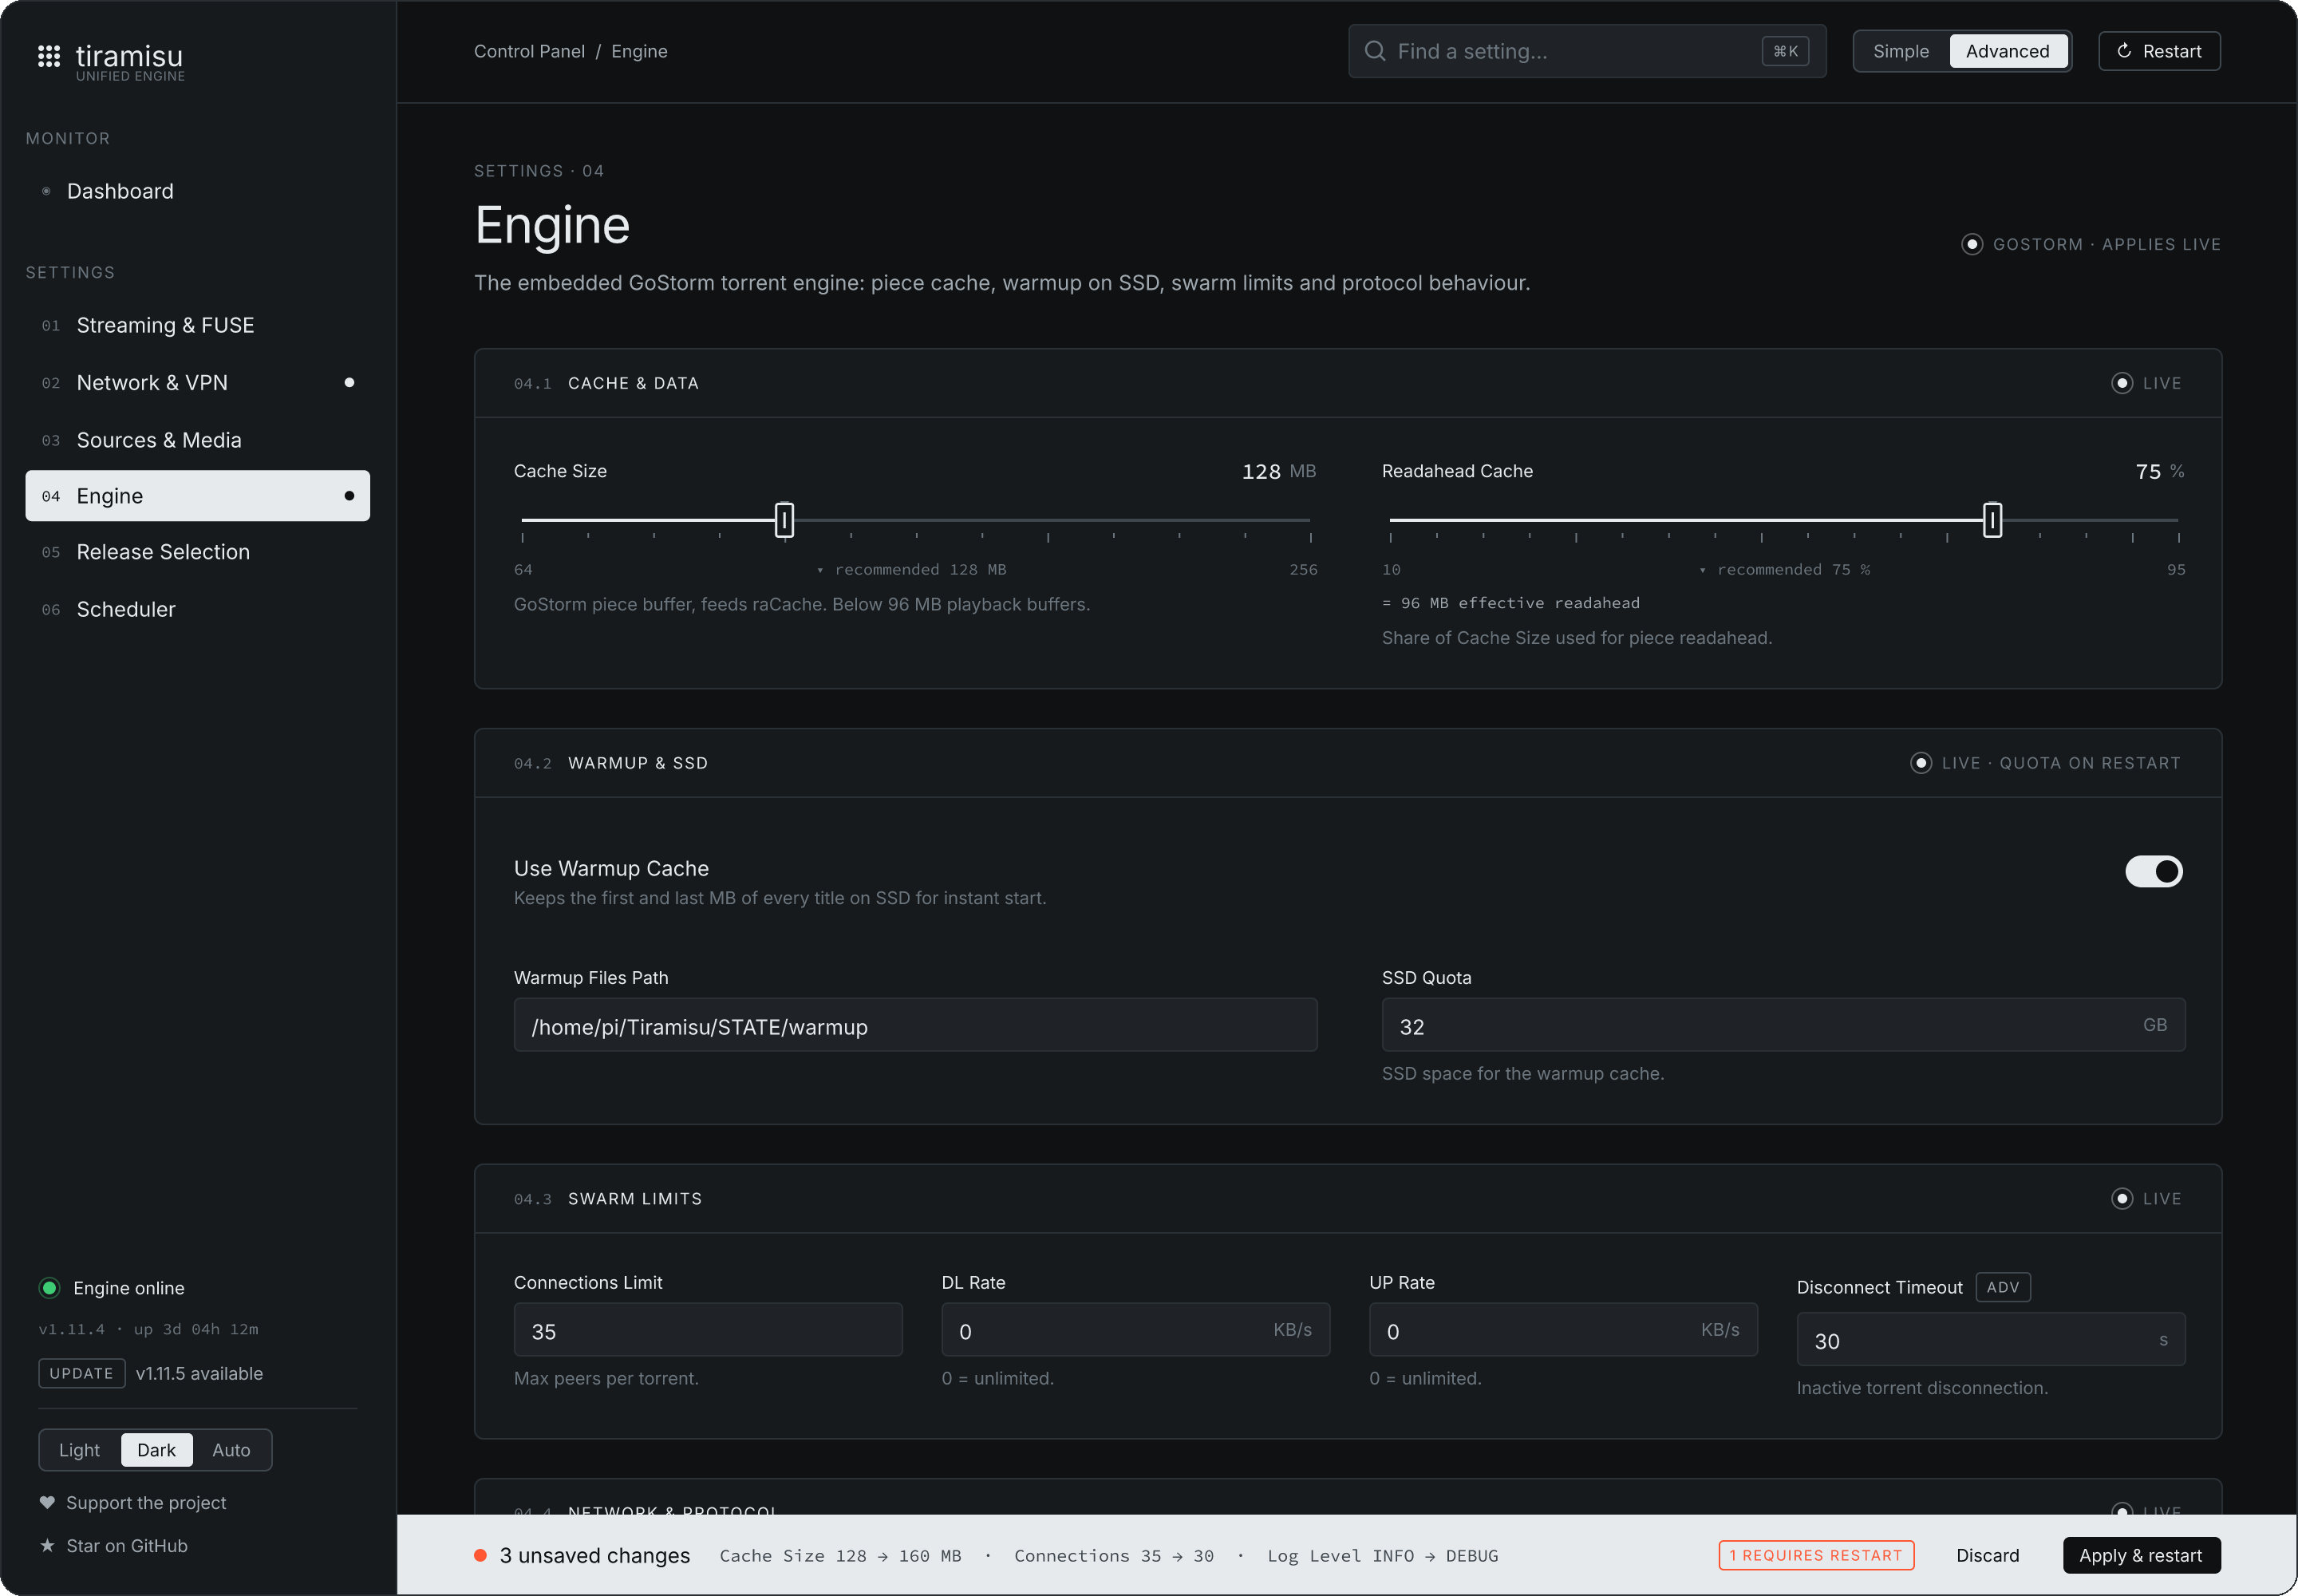 tiramisu
UNIFIED ENGINE
MONITOR
Dashboard
SETTINGS
01 Streaming & FUSE
02 Network & VPN
03 Sources & Media
04 Engine
05 Release Selection
06 Scheduler
Engine online
v1.11.4 · up 3d 04h 12m
UPDATE v1.11.5 available
Light Dark Auto
♥ Support the project
★ Star on GitHub
Control Panel / Engine
Find a setting... ⌘K
Simple Advanced
↻ Restart
SETTINGS · 04
Engine
GOSTORM · APPLIES LIVE
The embedded GoStorm torrent engine: piece cache, warmup on SSD, swarm limits and protocol behaviour.
04.1 CACHE & DATA LIVE
Cache Size 128 MB
64 ▾ recommended 128 MB 256
GoStorm piece buffer, feeds raCache. Below 96 MB playback buffers.
Readahead Cache 75 %
10 ▾ recommended 75 % 95
= 96 MB effective readahead
Share of Cache Size used for piece readahead.
04.2 WARMUP & SSD LIVE · QUOTA ON RESTART
Use Warmup Cache
Keeps the first and last MB of every title on SSD for instant start.
Warmup Files Path
/home/pi/Tiramisu/STATE/warmup
SSD Quota
32 GB
SSD space for the warmup cache.
04.3 SWARM LIMITS LIVE
Connections Limit
35
Max peers per torrent.
DL Rate
0 KB/s
0 = unlimited.
UP Rate
0 KB/s
0 = unlimited.
Disconnect Timeout ADV
30 s
Inactive torrent disconnection.
04.4 NETWORK & PROTOCOL LIVE
3 unsaved changes Cache Size 128 → 160 MB · Connections 35 → 30 · Log Level INFO → DEBUG
1 REQUIRES RESTART Discard Apply & restart